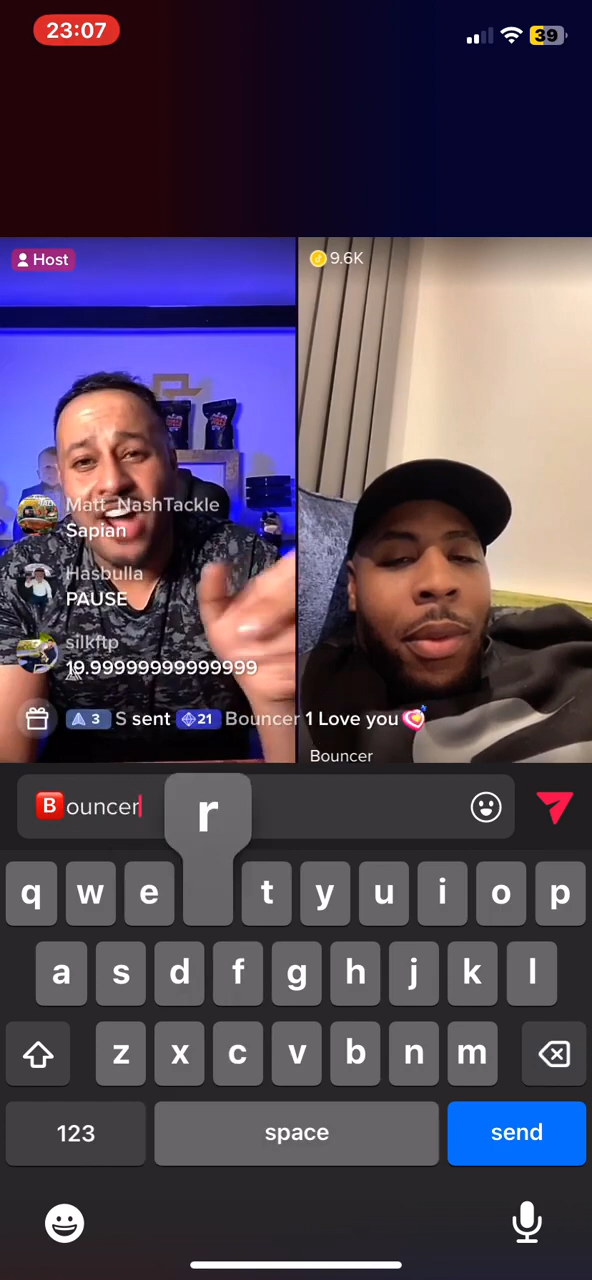 23:07
39
Host
9.6K
Matt_NashTackle
Sapian
Hasbulla
PAUSE
silkftp
19.99999999999999
3 S sent 21 Bouncer 1 Love you💘
Bouncer
🅱️ouncer
r
q w e t y u i o p
a s d f g h j k l
z x c v b n m
123 space send